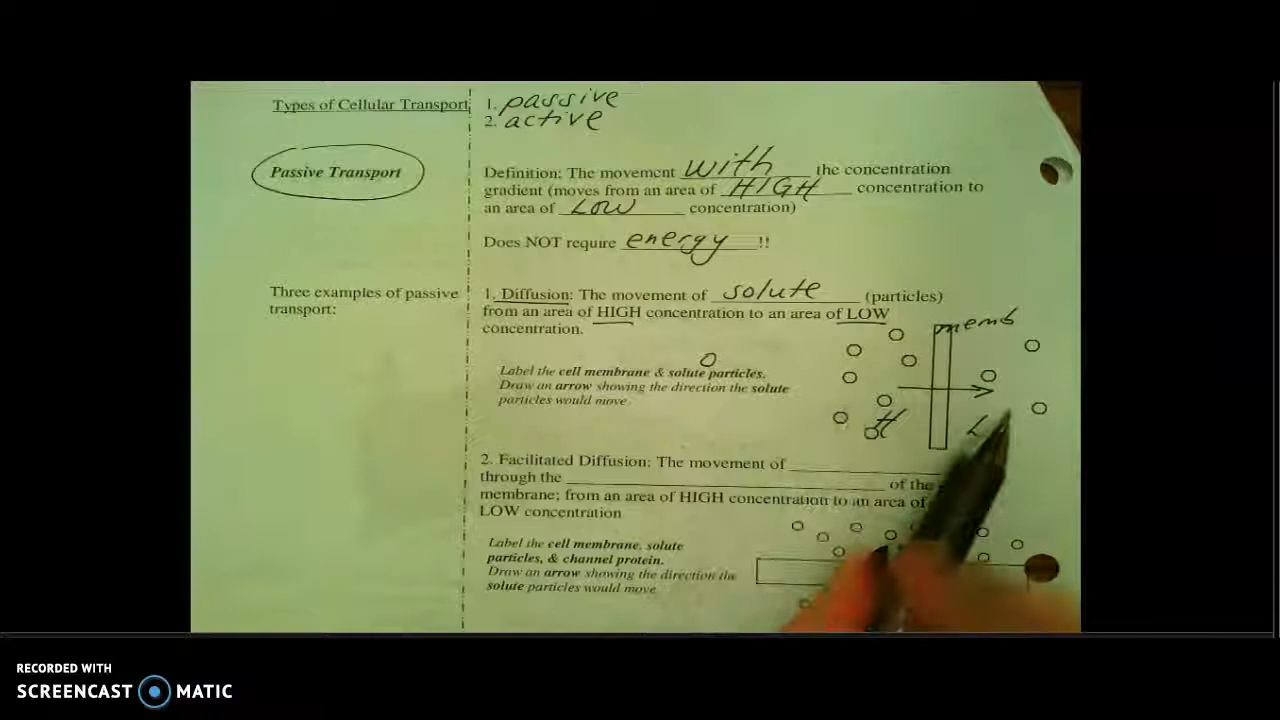 Types of Cellular Transport
1. passive
2. active
Passive Transport
Definition: The movement with the concentration
gradient (moves from an area of HIGH concentration to
an area of LOW concentration)
Does NOT require energy !!
Three examples of passive
transport:
1. Diffusion: The movement of solute (particles)
from an area of HIGH concentration to an area of LOW
concentration.
memb
Label the cell membrane & solute particles.
Draw an arrow showing the direction the solute
particles would move
H L
2. Facilitated Diffusion: The movement of
through the of the
membrane; from an area of HIGH concentration to an area of
LOW concentration
Label the cell membrane, solute
particles, & channel protein.
Draw an arrow showing the direction the
solute particles would move
RECORDED WITH
SCREENCAST MATIC